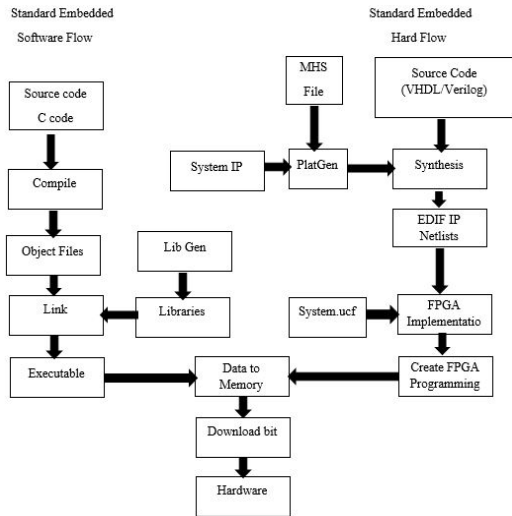 Standard Embedded
Software Flow
Standard Embedded
Hard Flow
MHS
File
Source Code
(VHDL/Verilog)
Source code
C code
System IP
PlatGen
Synthesis
Compile
EDIF IP
Netlists
Object Files
Lib Gen
Link
Libraries
System.ucf
FPGA
Implementatio
Executable
Data to
Memory
Create FPGA
Programming
Download bit
Hardware